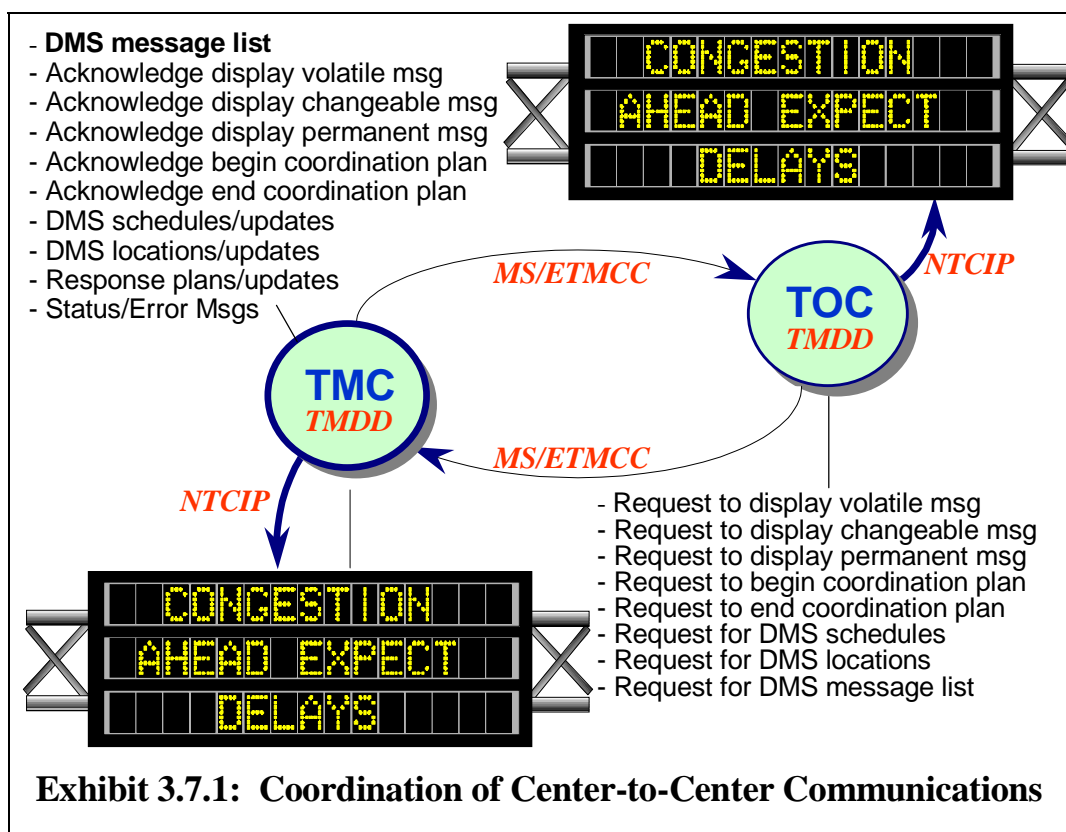 - DMS message list
- Acknowledge display volatile msg
- Acknowledge display changeable msg
- Acknowledge display permanent msg
- Acknowledge begin coordination plan
- Acknowledge end coordination plan
- DMS schedules/updates
- DMS locations/updates
- Response plans/updates
- Status/Error Msgs
CONGESTION
AHEAD EXPECT
DELAYS
MS/ETMCC
NTCIP
TOC
TMDD
TMC
TMDD
MS/ETMCC
NTCIP
- Request to display volatile msg
- Request to display changeable msg
- Request to display permanent msg
- Request to begin coordination plan
- Request to end coordination plan
- Request for DMS schedules
- Request for DMS locations
- Request for DMS message list
CONGESTION
AHEAD EXPECT
DELAYS
Exhibit 3.7.1: Coordination of Center-to-Center Communications